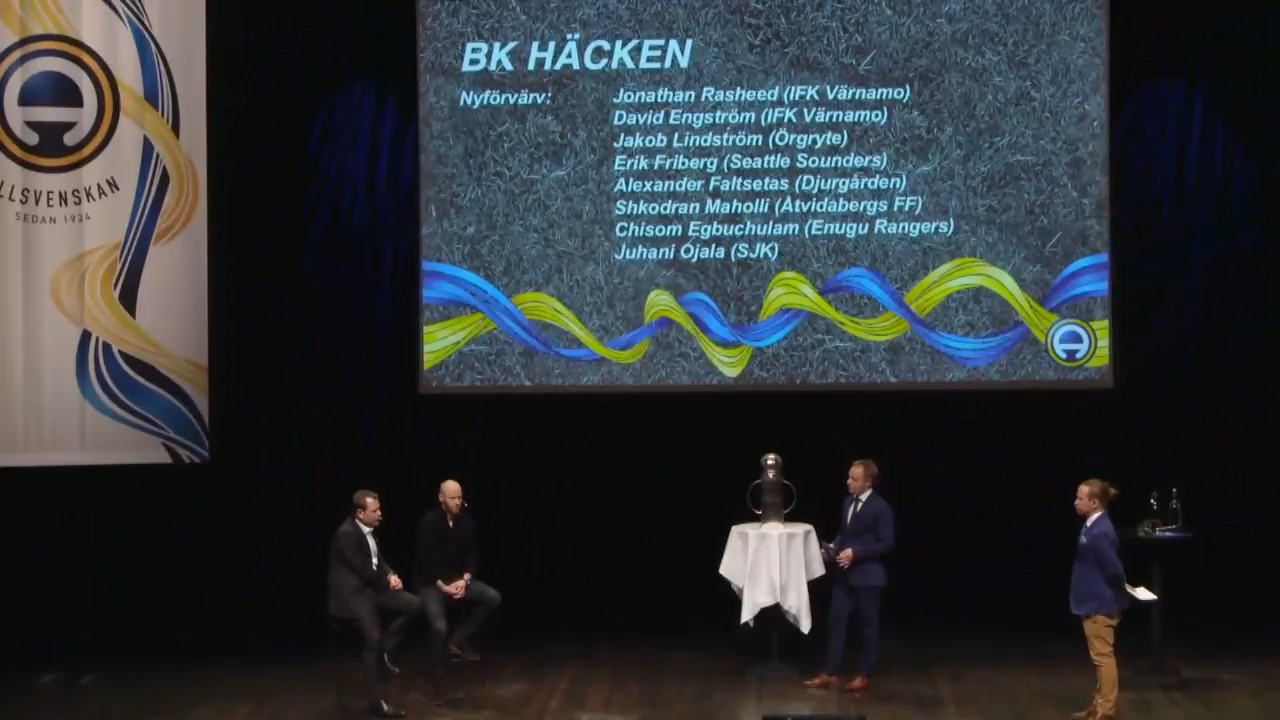 LLSVENSKAN
SEDAN 1924
BK HÄCKEN
Nyförvärv:
Jonathan Rasheed (IFK Värnamo)
David Engström (IFK Värnamo)
Jakob Lindström (Örgryte)
Erik Friberg (Seattle Sounders)
Alexander Faltsetas (Djurgården)
Shkodran Maholli (Åtvidabergs FF)
Chisom Egbuchulam (Enugu Rangers)
Juhani Ojala (SJK)